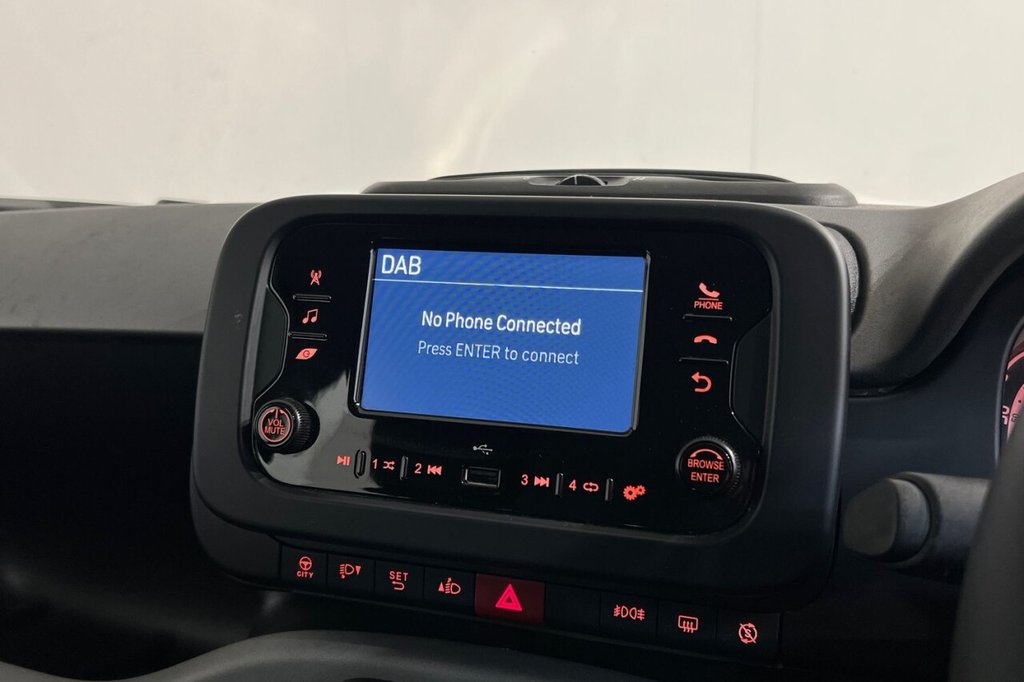 DAB
No Phone Connected
Press ENTER to connect
PHONE
VOL
MUTE
BROWSE
ENTER
1
2
3
4
CITY
SET